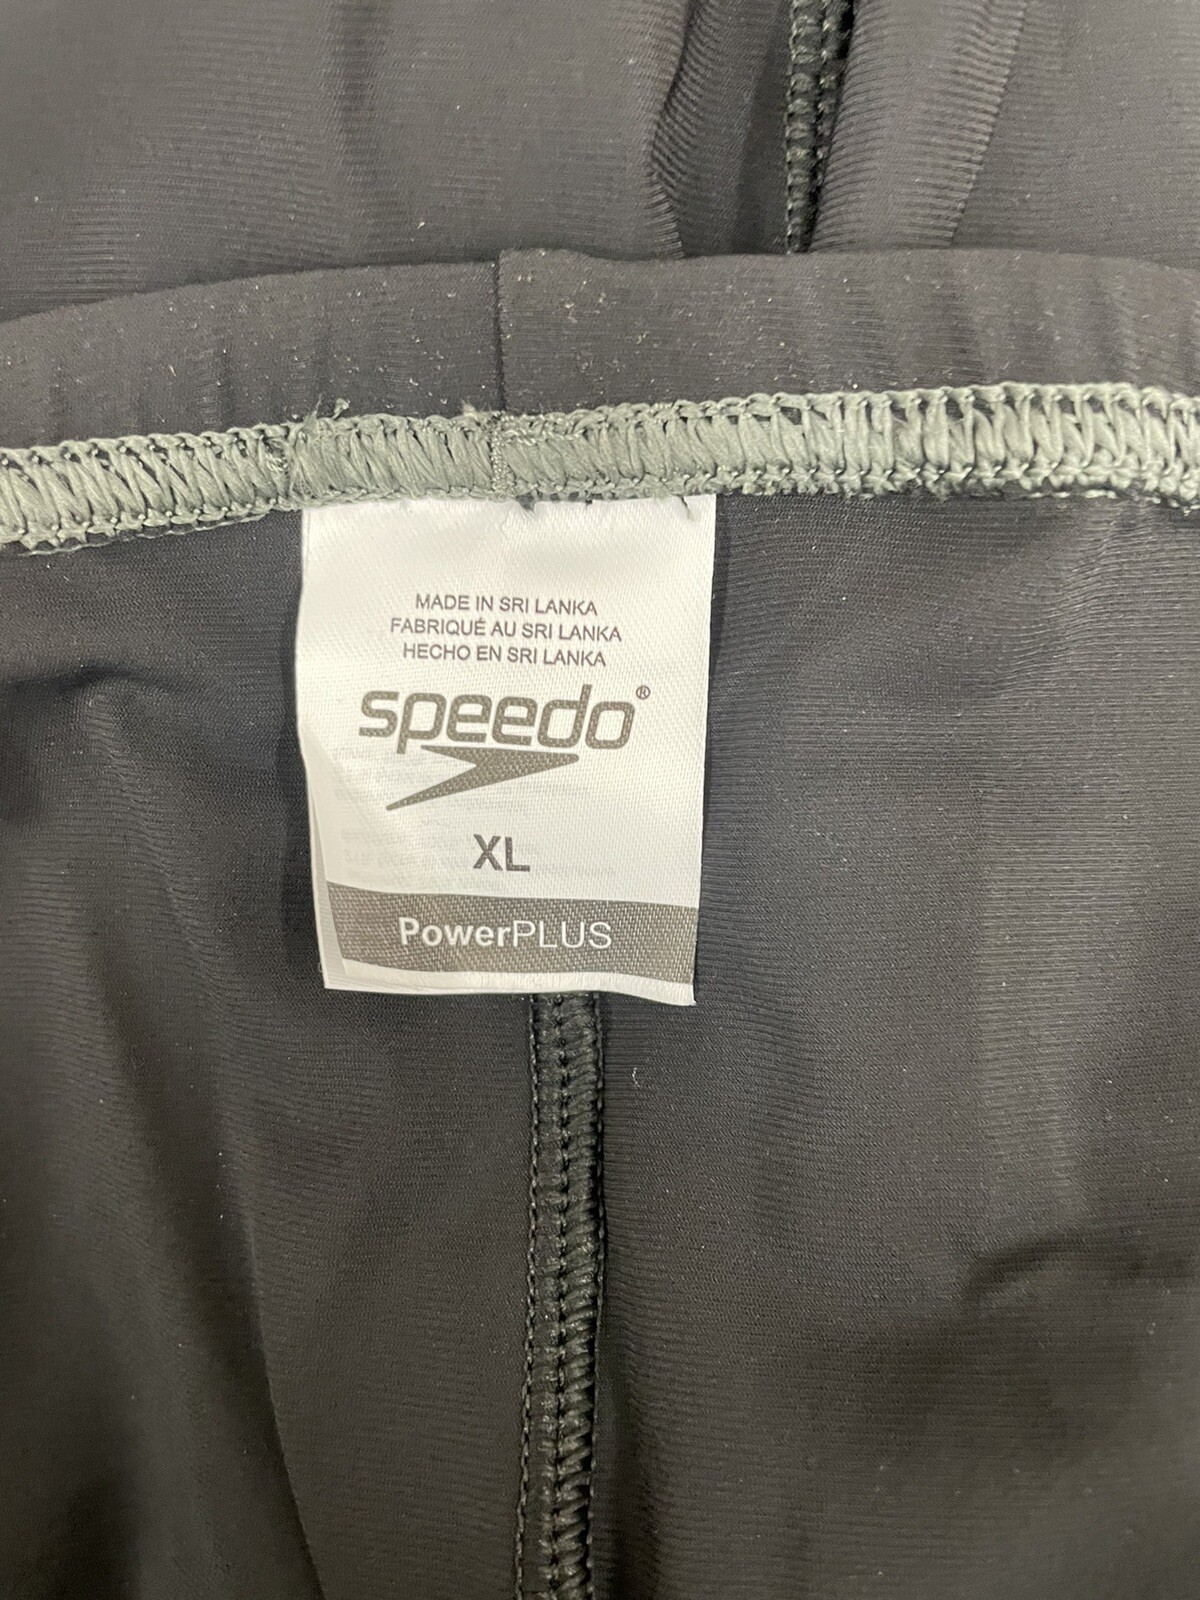 MADE IN SRI LANKA
FABRIQUÉ AU SRI LANKA
HECHO EN SRI LANKA
speedo®
XL
PowerPLUS